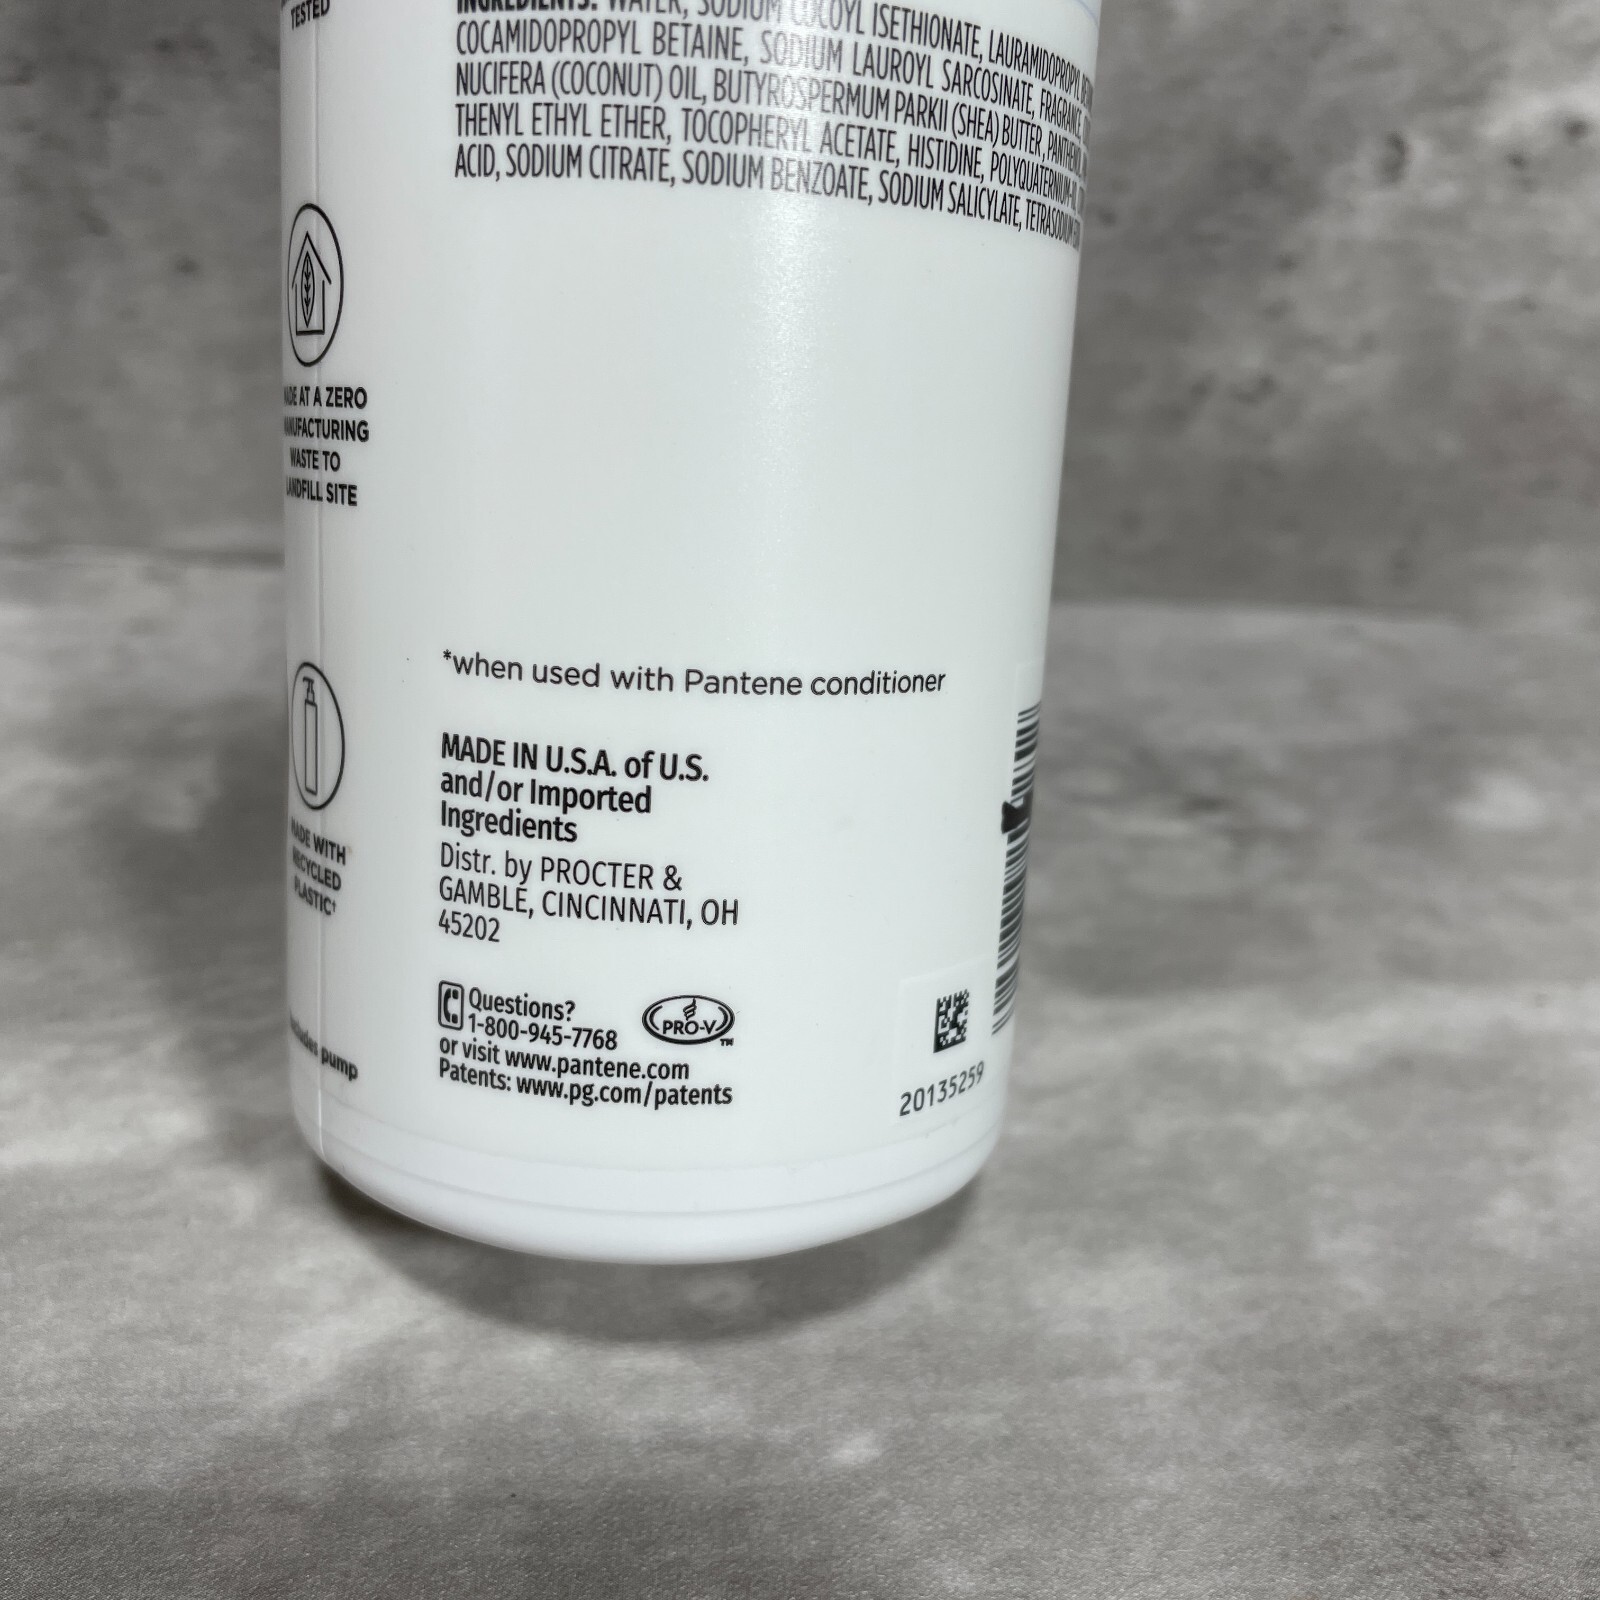 TESTED
INGREDIENTS: WATER, SODIUM COCOYL ISETHIONATE, LAURAMIDOPROPYL
COCAMIDOPROPYL BETAINE, SODIUM LAUROYL SARCOSINATE, FRAGRANCE,
NUCIFERA (COCONUT) OIL, BUTYROSPERMUM PARKII (SHEA) BUTTER, PANTHENOL,
THENYL ETHYL ETHER, TOCOPHERYL ACETATE, HISTIDINE,
ACID, SODIUM CITRATE, SODIUM BENZOATE, SODIUM SALICYLATE, TETRASODIUM
MADE AT A ZERO
MANUFACTURING
WASTE TO
LANDFILL SITE
MADE WITH
RECYCLED
PLASTIC†
pump
*when used with Pantene conditioner
MADE IN U.S.A. of U.S.
and/or Imported
Ingredients
Distr. by PROCTER &
GAMBLE, CINCINNATI, OH
45202
Questions?
1-800-945-7768
or visit www.pantene.com
Patents: www.pg.com/patents
PRO-V™
20135259